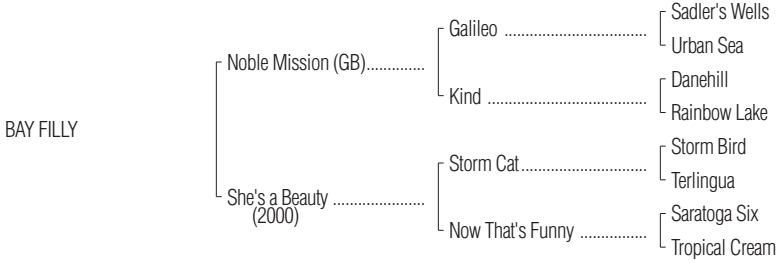 Sadler's Wells
Galileo ................................
Urban Sea
Noble Mission (GB)..............
Danehill
Kind ....................................
Rainbow Lake
BAY FILLY
Storm Bird
Storm Cat............................
Terlingua
She's a Beauty .....................
(2000)
Saratoga Six
Now That's Funny ...............
Tropical Cream